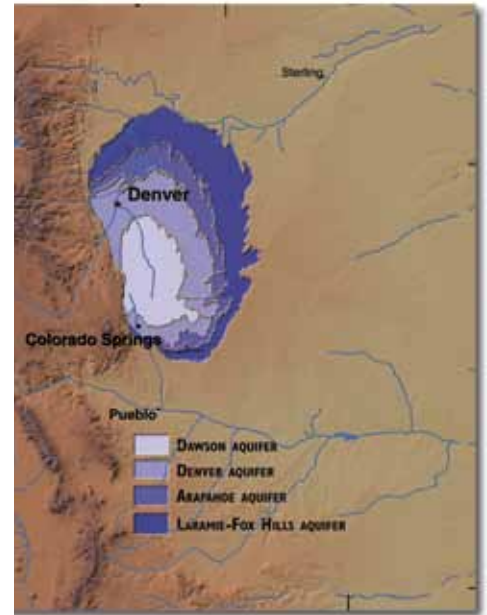 Sterling
Denver
Colorado Springs
Pueblo
DAWSON AQUIFER
DENVER AQUIFER
ARAPAHOE AQUIFER
LARAMIE-FOX HILLS AQUIFER